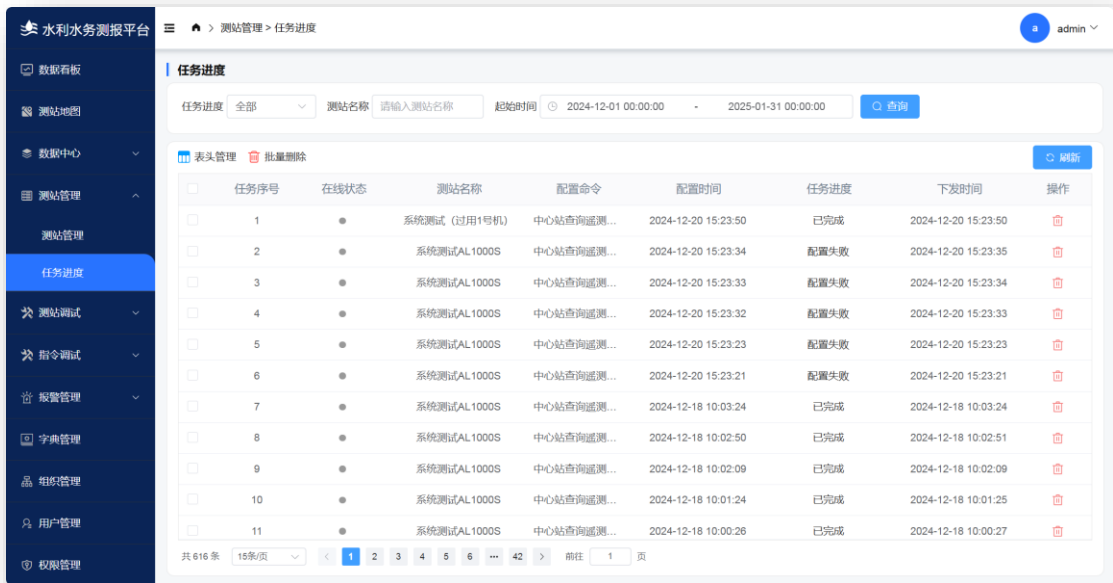 水利水务测报平台
测站管理 > 任务进度
a admin
数据看板
测站地图
数据中心
测站管理
测站管理
任务进度
测站调试
指令调试
报警管理
字典管理
组织管理
用户管理
权限管理
任务进度
任务进度 全部 测站名称 请输入测站名称 起始时间 2024-12-01 00:00:00 - 2025-01-31 00:00:00 查询
表头管理 批量删除 刷新
任务序号 在线状态 测站名称 配置命令 配置时间 任务进度 下发时间 操作
1 系统测试（过用1号机） 中心站查询遥测... 2024-12-20 15:23:50 已完成 2024-12-20 15:23:50
2 系统测试AL1000S 中心站查询遥测... 2024-12-20 15:23:34 配置失败 2024-12-20 15:23:35
3 系统测试AL1000S 中心站查询遥测... 2024-12-20 15:23:33 配置失败 2024-12-20 15:23:34
4 系统测试AL1000S 中心站查询遥测... 2024-12-20 15:23:32 配置失败 2024-12-20 15:23:33
5 系统测试AL1000S 中心站查询遥测... 2024-12-20 15:23:23 配置失败 2024-12-20 15:23:23
6 系统测试AL1000S 中心站查询遥测... 2024-12-20 15:23:21 配置失败 2024-12-20 15:23:21
7 系统测试AL1000S 中心站查询遥测... 2024-12-18 10:03:24 已完成 2024-12-18 10:03:24
8 系统测试AL1000S 中心站查询遥测... 2024-12-18 10:02:50 已完成 2024-12-18 10:02:51
9 系统测试AL1000S 中心站查询遥测... 2024-12-18 10:02:09 已完成 2024-12-18 10:02:09
10 系统测试AL1000S 中心站查询遥测... 2024-12-18 10:01:24 已完成 2024-12-18 10:01:25
11 系统测试AL1000S 中心站查询遥测... 2024-12-18 10:00:26 已完成 2024-12-18 10:00:27
共 616 条 15条/页 < 1 2 3 4 5 6 ... 42 > 前往 1 页